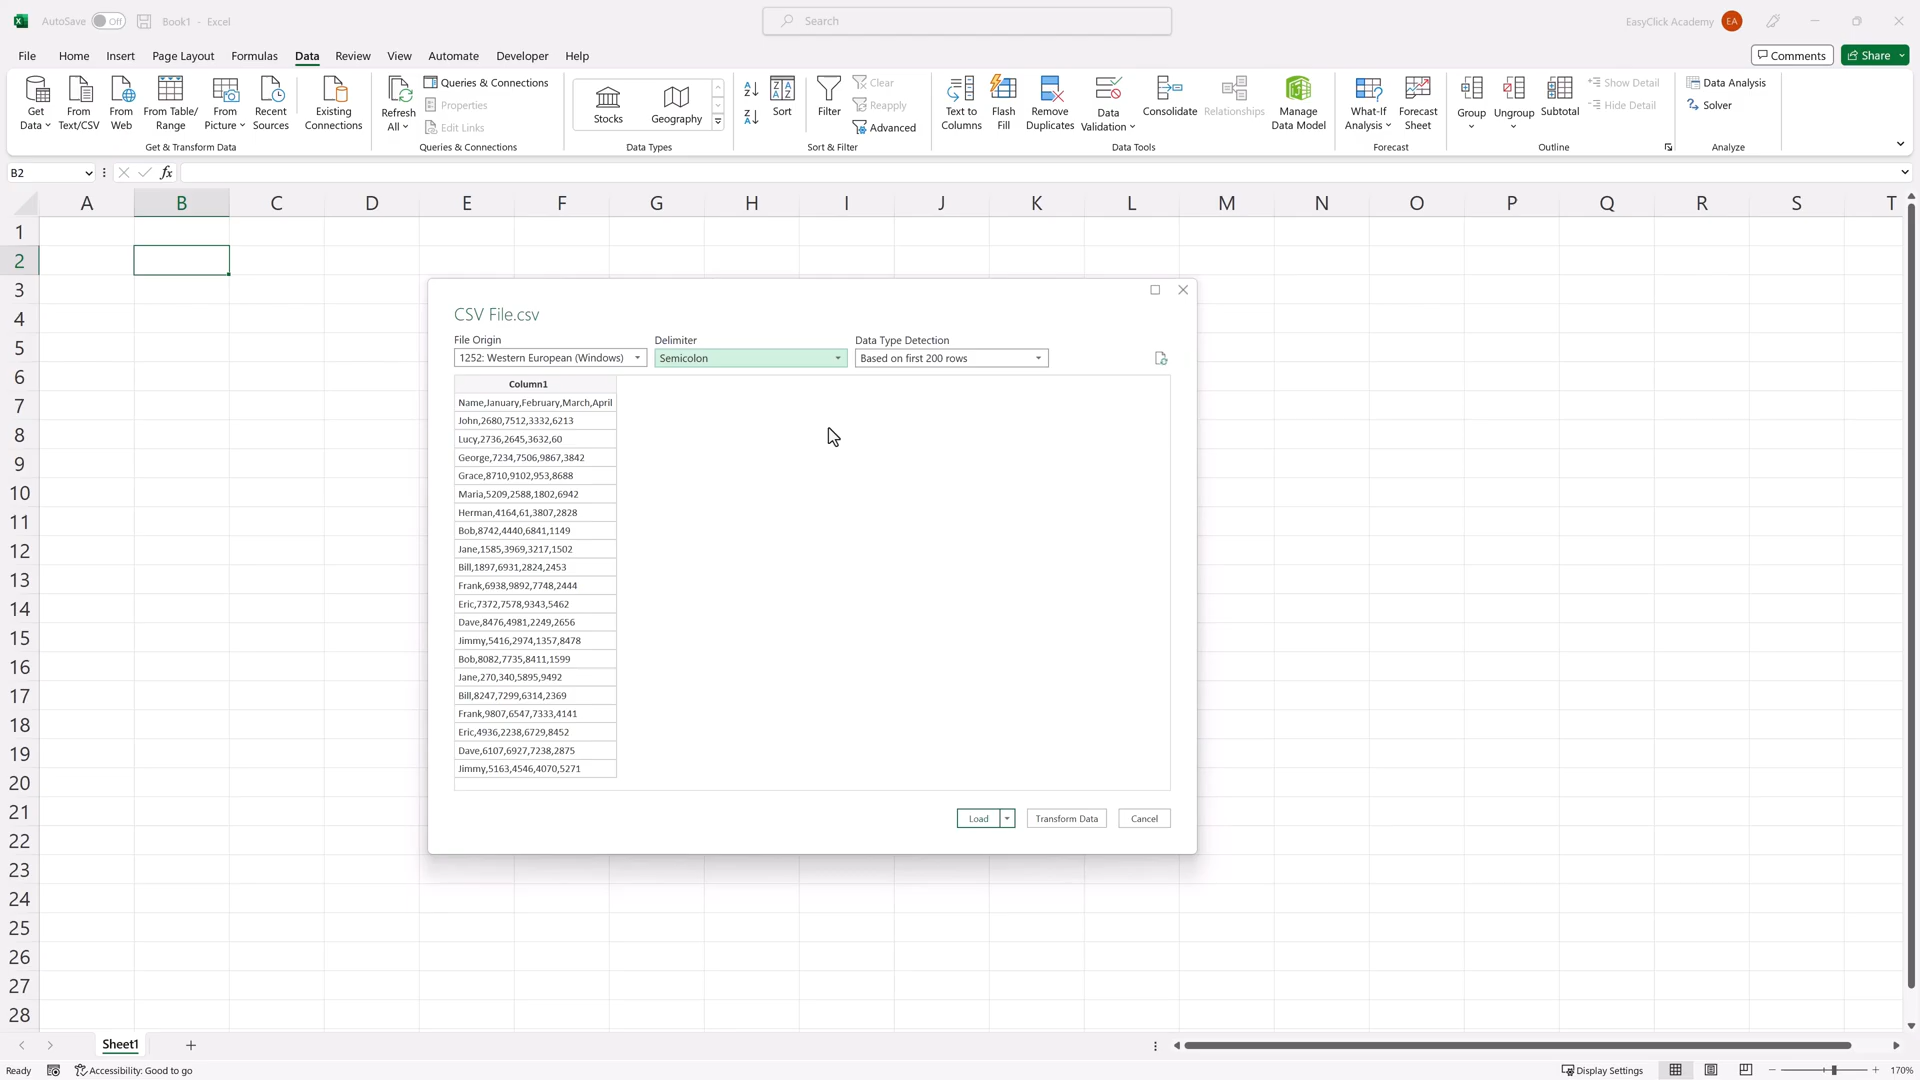 AutoSave Off Book1 - Excel
Search
EasyClick Academy EA
File Home Insert Page Layout Formulas Data Review View Automate Developer Help
Comments Share
Get Data
From Text/CSV
From Web
From Table/ Range
From Picture
Recent Sources
Existing Connections
Get & Transform Data
Refresh All
Queries & Connections
Properties
Edit Links
Queries & Connections
Stocks
Geography
Data Types
Sort
Filter
Clear
Reapply
Advanced
Sort & Filter
Text to Columns
Flash Fill
Remove Duplicates
Data Validation
Consolidate
Relationships
Manage Data Model
Data Tools
What-If Analysis
Forecast Sheet
Forecast
Group
Ungroup
Subtotal
Show Detail
Hide Detail
Outline
Data Analysis
Solver
Analyze
B2 fx
A B C D E F G H I J K L M N O P Q R S T
1
2
3
4
5
6
7
8
9
10
11
12
13
14
15
16
17
18
19
20
21
22
23
24
25
26
27
28
CSV File.csv
File Origin Delimiter Data Type Detection
1252: Western European (Windows) Semicolon Based on first 200 rows
Column1
Name,January,February,March,April
John,2680,7512,3332,6213
Lucy,2736,2645,3632,60
George,7234,7506,9867,3842
Grace,8710,9102,953,8688
Maria,5209,2588,1802,6942
Herman,4164,61,3807,2828
Bob,8742,4440,6841,1149
Jane,1585,3969,3217,1502
Bill,1897,6931,2824,2453
Frank,6938,9892,7748,2444
Eric,7372,7578,9343,5462
Dave,8476,4981,2249,2656
Jimmy,5416,2974,1357,8478
Bob,8082,7735,8411,1599
Jane,270,340,5895,9492
Bill,8247,7299,6314,2369
Frank,9807,6547,7333,4141
Eric,4936,2238,6729,8452
Dave,6107,6927,7238,2875
Jimmy,5163,4546,4070,5271
Load Transform Data Cancel
Sheet1
Ready Accessibility: Good to go Display Settings 170%